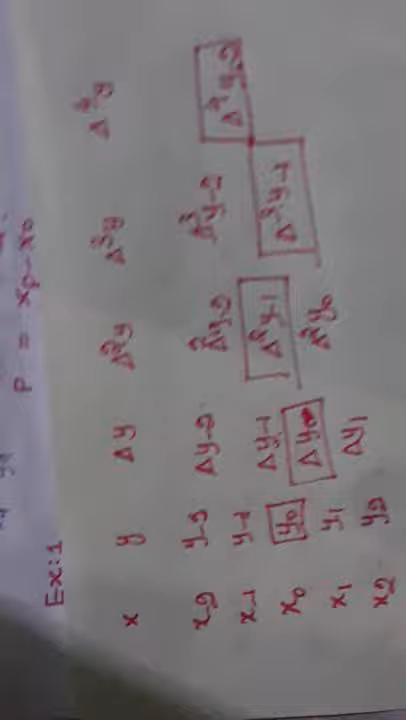 P = xp - x0
Ex:1
x y Δy Δ²y Δ³y Δ⁴y
x-2 y-2 Δy-2 Δ²y-2 Δ³y-2 Δ⁴y-2
x-1 y-1 Δy-1 Δ²y-1 Δ³y-1
x0 y0 Δy0 Δ²y0
x1 y1 Δy1
x2 y2